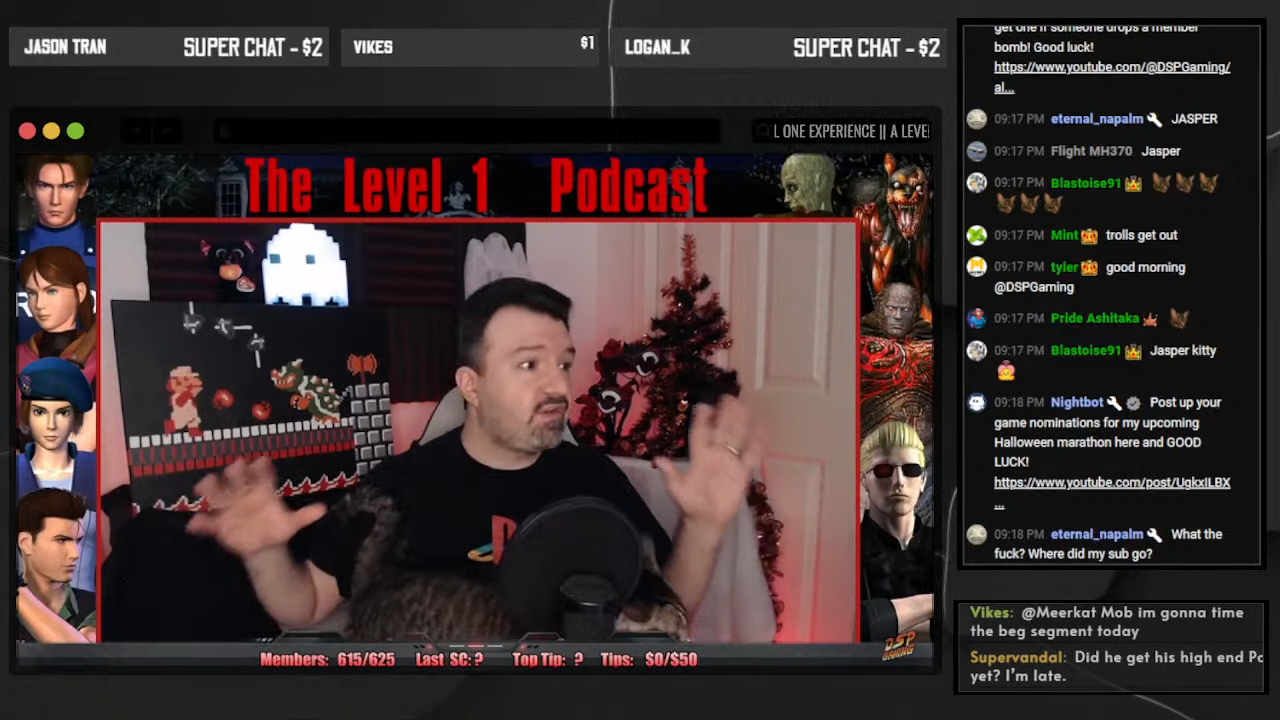 JASON TRAN SUPER CHAT - $2
VIKES $1
LOGAN_K SUPER CHAT - $2
L ONE EXPERIENCE || A LEVE
The Level 1 Podcast
Members: 615/625 Last SC: ? Top Tip: ? Tips: $0/$50
DSP
GAMING
get one if someone drops a member
bomb! Good luck!
https://www.youtube.com/@DSPGaming/
al...
09:17 PM eternal_napalm JASPER
09:17 PM Flight MH370 Jasper
09:17 PM Blastoise91
09:17 PM Mint trolls get out
09:17 PM tyler good morning
@DSPGaming
09:17 PM Pride Ashitaka
09:17 PM Blastoise91 Jasper kitty
09:18 PM Nightbot Post up your
game nominations for my upcoming
Halloween marathon here and GOOD
LUCK!
https://www.youtube.com/post/UgkxILBX
...
09:18 PM eternal_napalm What the
fuck? Where did my sub go?
Vikes: @Meerkat Mob im gonna time
the beg segment today
Supervandal: Did he get his high end Pc
yet? I'm late.